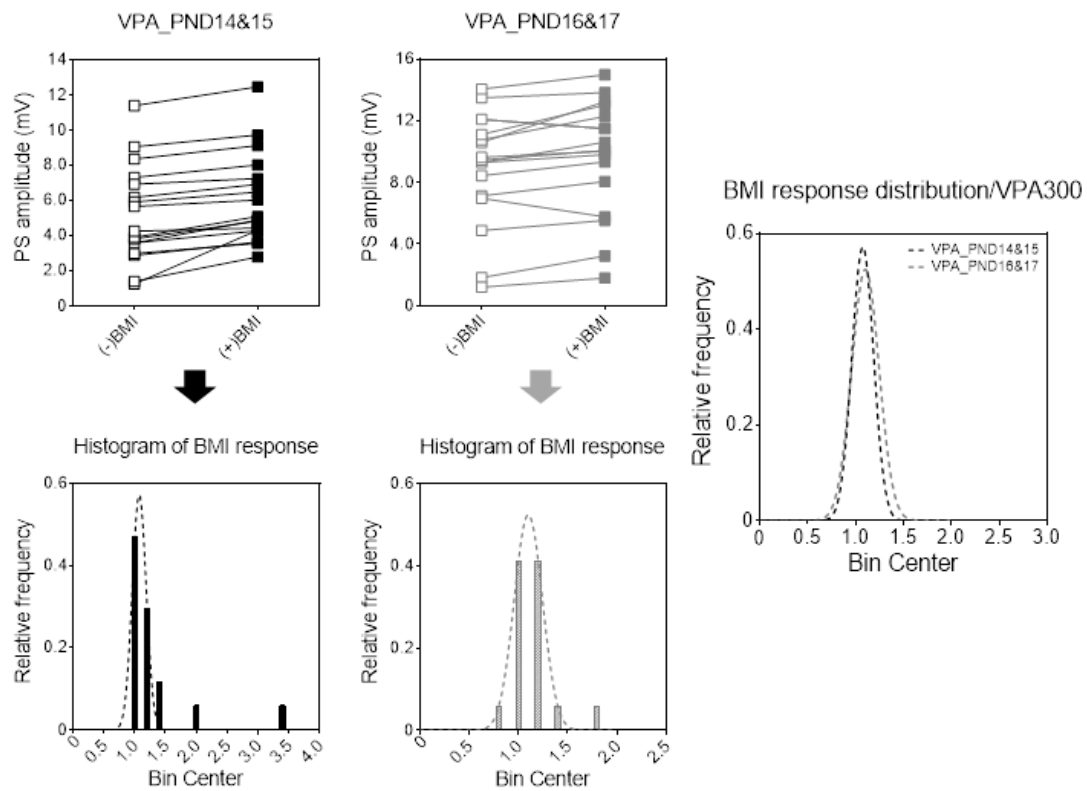 VPA_PND14&15
PS amplitude (mV)
14
12
10
8.0
6.0
4.0
2.0
0
(-)BMI
(+)BMI
VPA_PND16&17
PS amplitude (mV)
16
12
8.0
4.0
0
(-)BMI
(+)BMI
Histogram of BMI response
Relative frequency
0.6
0.4
0.2
0
0
0.5
1.0
1.5
2.0
2.5
3.0
3.5
4.0
Bin Center
Histogram of BMI response
Relative frequency
0.6
0.4
0.2
0
0
0.5
1.0
1.5
2.0
2.5
Bin Center
BMI response distribution/VPA300
Relative frequency
0.6
0.4
0.2
0
VPA_PND14&15
VPA_PND16&17
0
0.5
1.0
1.5
2.0
2.5
3.0
Bin Center